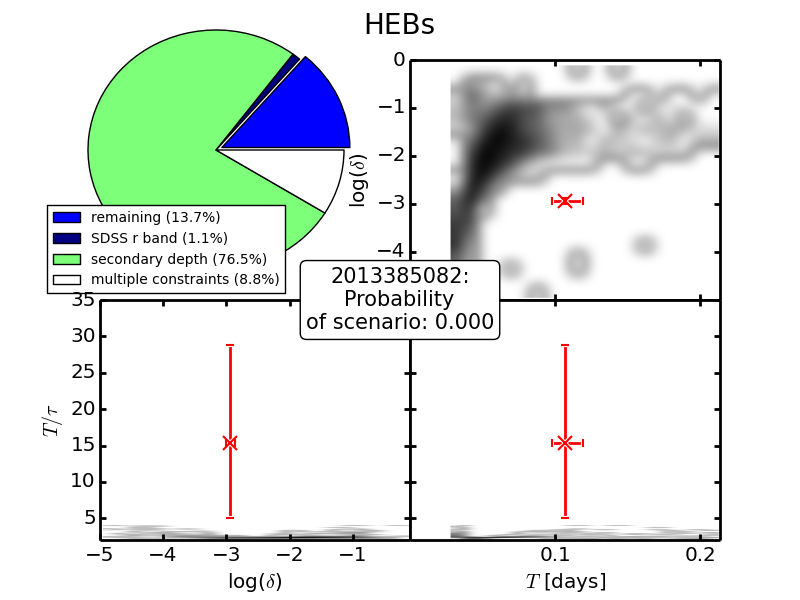 HEBs
remaining (13.7%)
SDSS r band (1.1%)
secondary depth (76.5%)
multiple constraints (8.8%)
0
−1
−2
−3
−4
log(δ)
2013385082:
Probability
of scenario: 0.000
35
30
25
20
15
10
5
T/τ
−5 −4 −3 −2 −1
log(δ)
0.1 0.2
T [days]